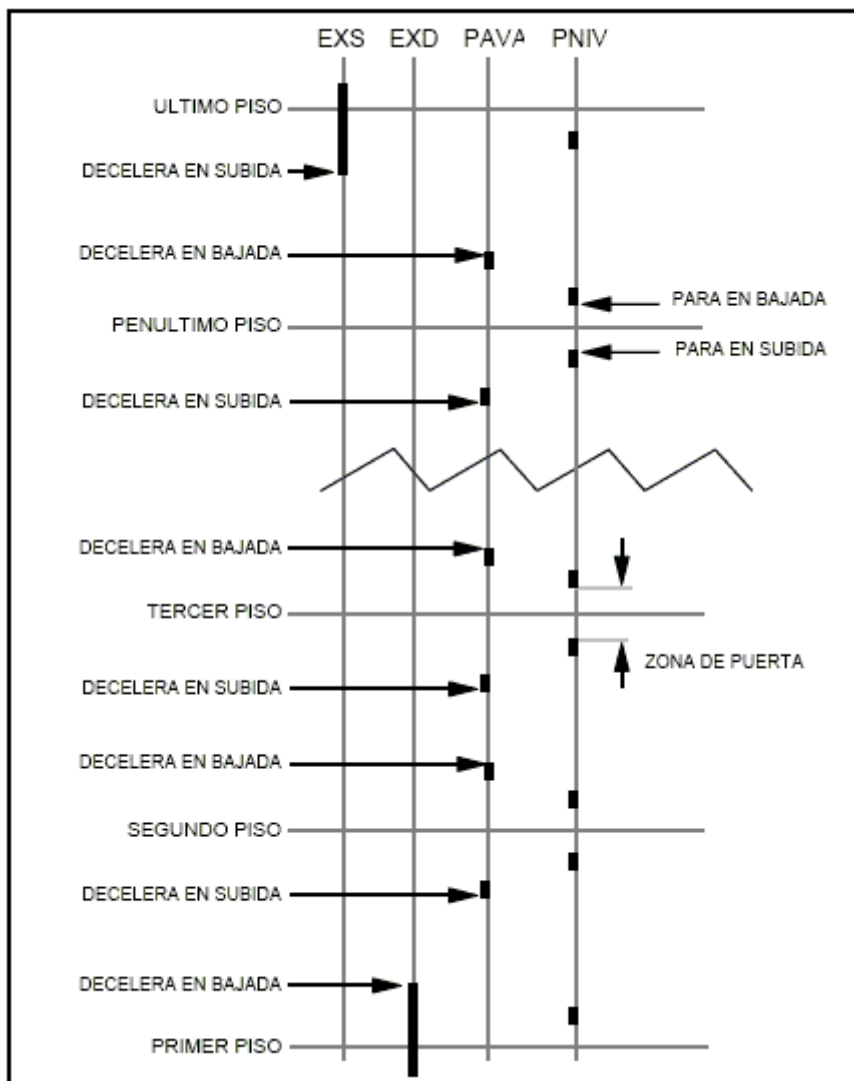 EXS EXD PAVA PNIV
ULTIMO PISO
DECELERA EN SUBIDA
DECELERA EN BAJADA
PARA EN BAJADA
PENULTIMO PISO
PARA EN SUBIDA
DECELERA EN SUBIDA
DECELERA EN BAJADA
TERCER PISO
ZONA DE PUERTA
DECELERA EN SUBIDA
DECELERA EN BAJADA
SEGUNDO PISO
DECELERA EN SUBIDA
DECELERA EN BAJADA
PRIMER PISO